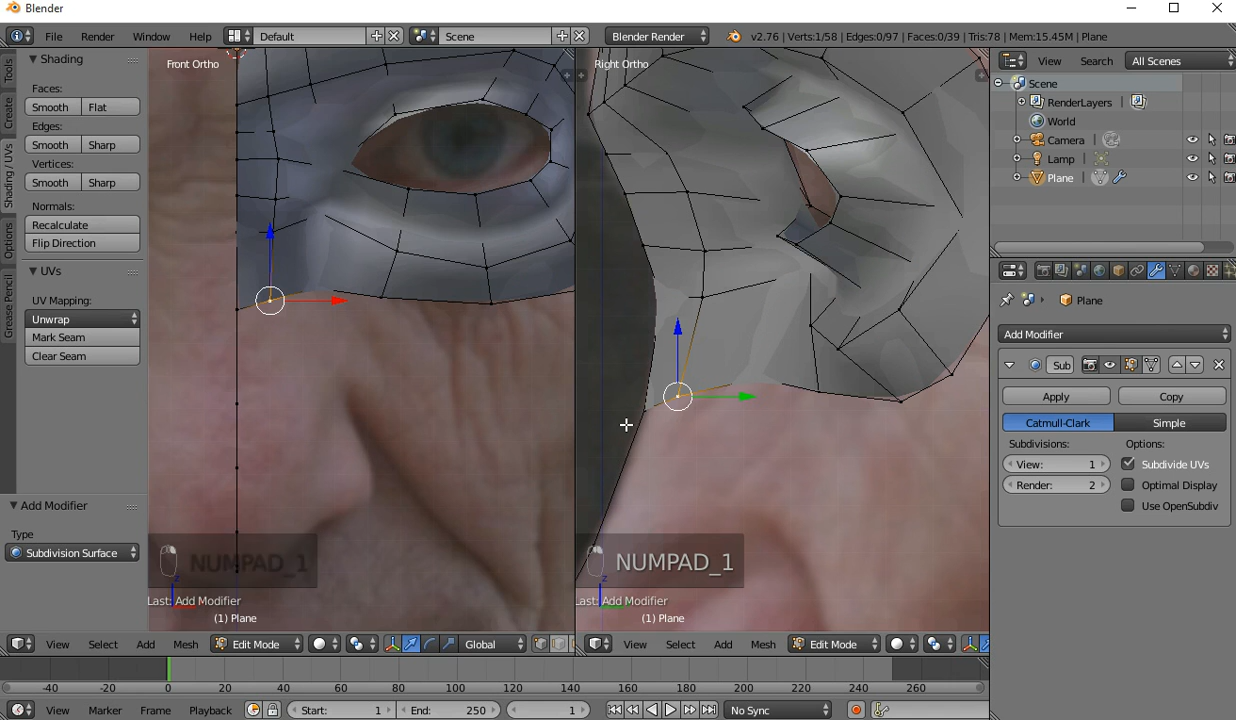 Blender
File Render Window Help Default Scene Blender Render v2.76 | Verts:1/58 | Edges:0/97 | Faces:0/39 | Tris:78 | Mem:15.45M | Plane
Tools
Create
Shading / UVs
Options
Grease Pencil
Shading
Faces:
Smooth Flat
Edges:
Smooth Sharp
Vertices:
Smooth Sharp
Normals:
Recalculate
Flip Direction
UVs
UV Mapping:
Unwrap
Mark Seam
Clear Seam
Add Modifier
Type
Subdivision Surface
Front Ortho
NUMPAD_1
Last: Add Modifier
(1) Plane
Right Ortho
NUMPAD_1
Last: Add Modifier
(1) Plane
View Select Add Mesh Edit Mode Global
View Select Add Mesh Edit Mode
View Search All Scenes
Scene
RenderLayers
World
Camera
Lamp
Plane
Plane
Add Modifier
Sub
Apply Copy
Catmull-Clark Simple
Subdivisions: Options:
View: 1 Subdivide UVs
Render: 2 Optimal Display
Use OpenSubdiv
-40 -20 0 20 40 60 80 100 120 140 160 180 200 220 240 260
View Marker Frame Playback Start: 1 End: 250 1 No Sync